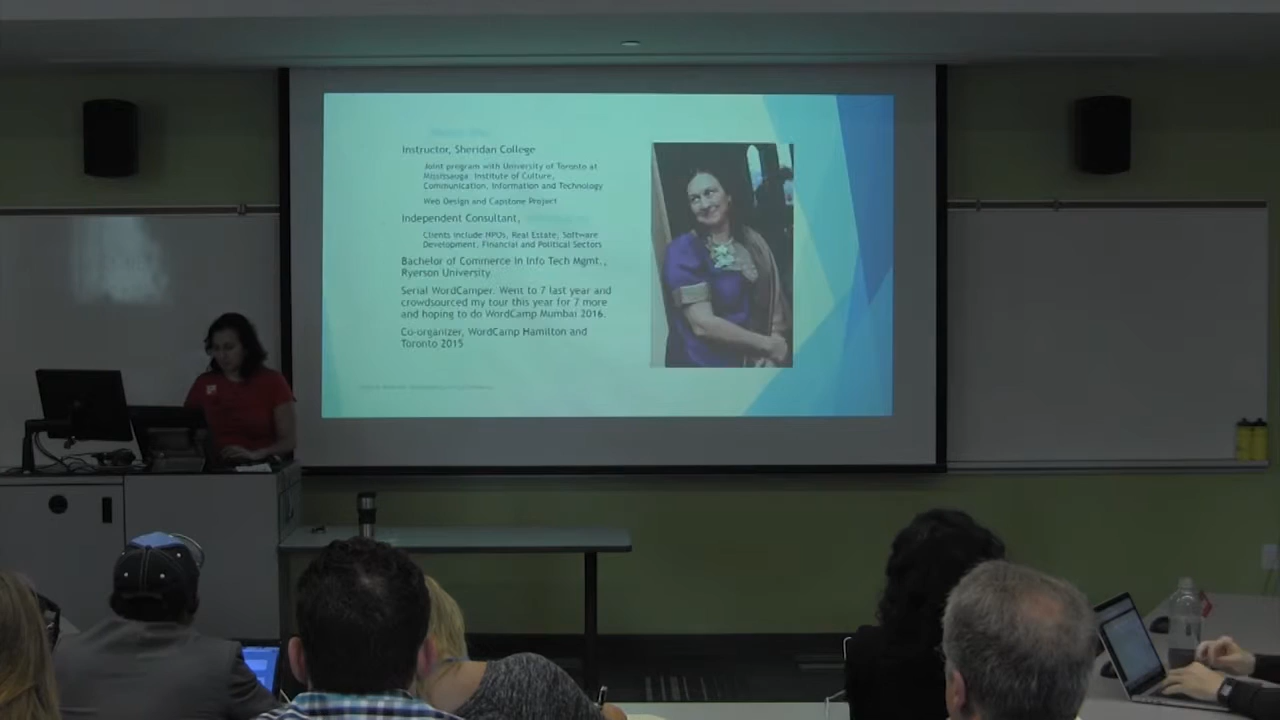 Instructor, Sheridan College
Joint program with University of Toronto at
Mississauga: Institute of Culture,
Communication, Information and Technology
Web Design and Capstone Project
Independent Consultant,
Clients include NPOs, Real Estate, Software
Development, Financial and Political Sectors
Bachelor of Commerce in Info Tech Mgmt.,
Ryerson University
Serial WordCamper. Went to 7 last year and
crowdsourced my tour this year for 7 more
and hoping to do WordCamp Mumbai 2016.
Co-organizer, WordCamp Hamilton and
Toronto 2015